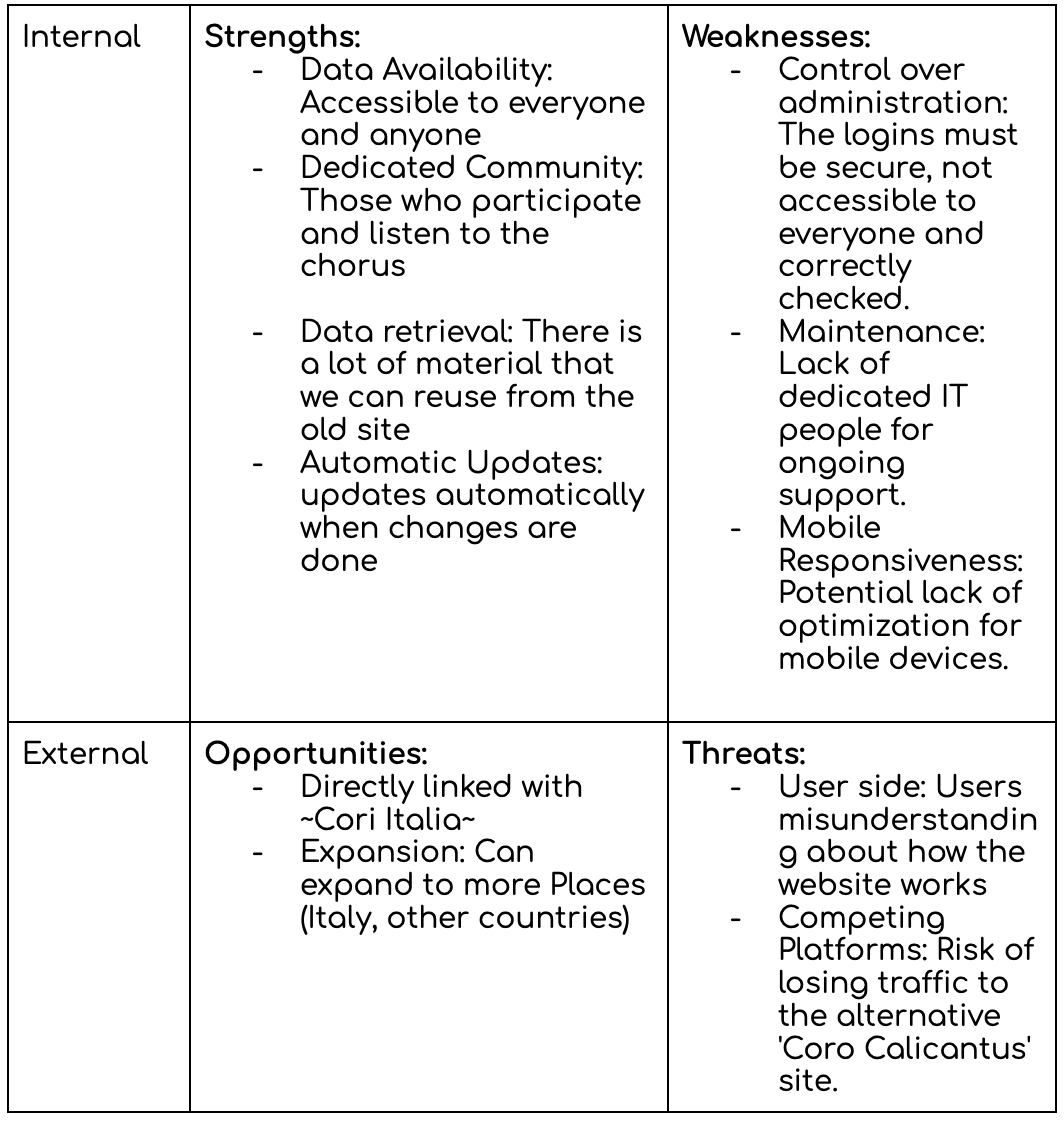 Internal
Strengths:
- Data Availability:
Accessible to everyone
and anyone
- Dedicated Community:
Those who participate
and listen to the
chorus
- Data retrieval: There is
a lot of material that
we can reuse from the
old site
- Automatic Updates:
updates automatically
when changes are
done
Weaknesses:
- Control over
administration:
The logins must
be secure, not
accessible to
everyone and
correctly
checked.
- Maintenance:
Lack of
dedicated IT
people for
ongoing
support.
- Mobile
Responsiveness:
Potential lack of
optimization for
mobile devices.
External
Opportunities:
- Directly linked with
~Cori Italia~
- Expansion: Can
expand to more Places
(Italy, other countries)
Threats:
- User side: Users
misunderstandin
g about how the
website works
- Competing
Platforms: Risk of
losing traffic to
the alternative
'Coro Calicantus'
site.